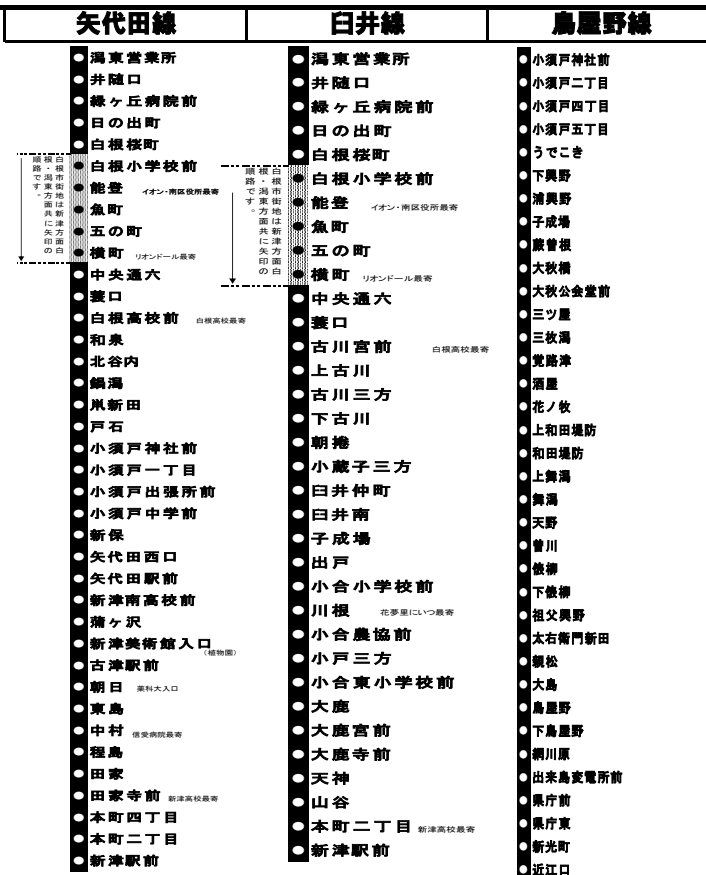 矢代田線
潟東営業所
井随口
緑ヶ丘病院前
日の出町
白根桜町
白根市街地は新津方面白
根・潟東方面共に矢印の
順路です。
白根小学校前
能登 イオン・南区役所最寄
魚町
五の町
横町 リオンドール最寄
中央通六
蓑口
白根高校前 白根高校最寄
和泉
北谷内
鍋潟
凧新田
戸石
小須戸神社前
小須戸一丁目
小須戸出張所前
小須戸中学前
新保
矢代田西口
矢代田駅前
新津南高校前
蒲ヶ沢
新津美術館入口
(植物園)
古津駅前
朝日 薬科大入口
東島
中村 信愛病院最寄
程島
田家
田家寺前 新津高校最寄
本町四丁目
本町二丁目
新津駅前
臼井線
潟東営業所
井随口
緑ヶ丘病院前
日の出町
白根桜町
白根市街地は新津方面白
根・潟東方面共に矢印の
順路です。
白根小学校前
能登 イオン・南区役所最寄
魚町
五の町
横町 リオンドール最寄
中央通六
蓑口
古川宮前 白根高校最寄
上古川
古川三方
下古川
朝捲
小蔵子三方
臼井仲町
臼井南
子成場
出戸
小合小学校前
川根 花夢里にいつ最寄
小合農協前
小戸三方
小合東小学校前
大鹿
大鹿宮前
大鹿寺前
天神
山谷
本町二丁目 新津高校最寄
新津駅前
鳥屋野線
小須戸神社前
小須戸二丁目
小須戸四丁目
小須戸五丁目
うでこき
下興野
浦興野
子成場
蕨曽根
大秋橋
大秋公会堂前
三ツ屋
三枚潟
覚路津
酒屋
花ノ牧
上和田堤防
和田堤防
上舞潟
舞潟
天野
曽川
俵柳
下俵柳
祖父興野
太右衛門新田
親松
大島
鳥屋野
下鳥屋野
網川原
出来島変電所前
県庁前
県庁東
新光町
近江口